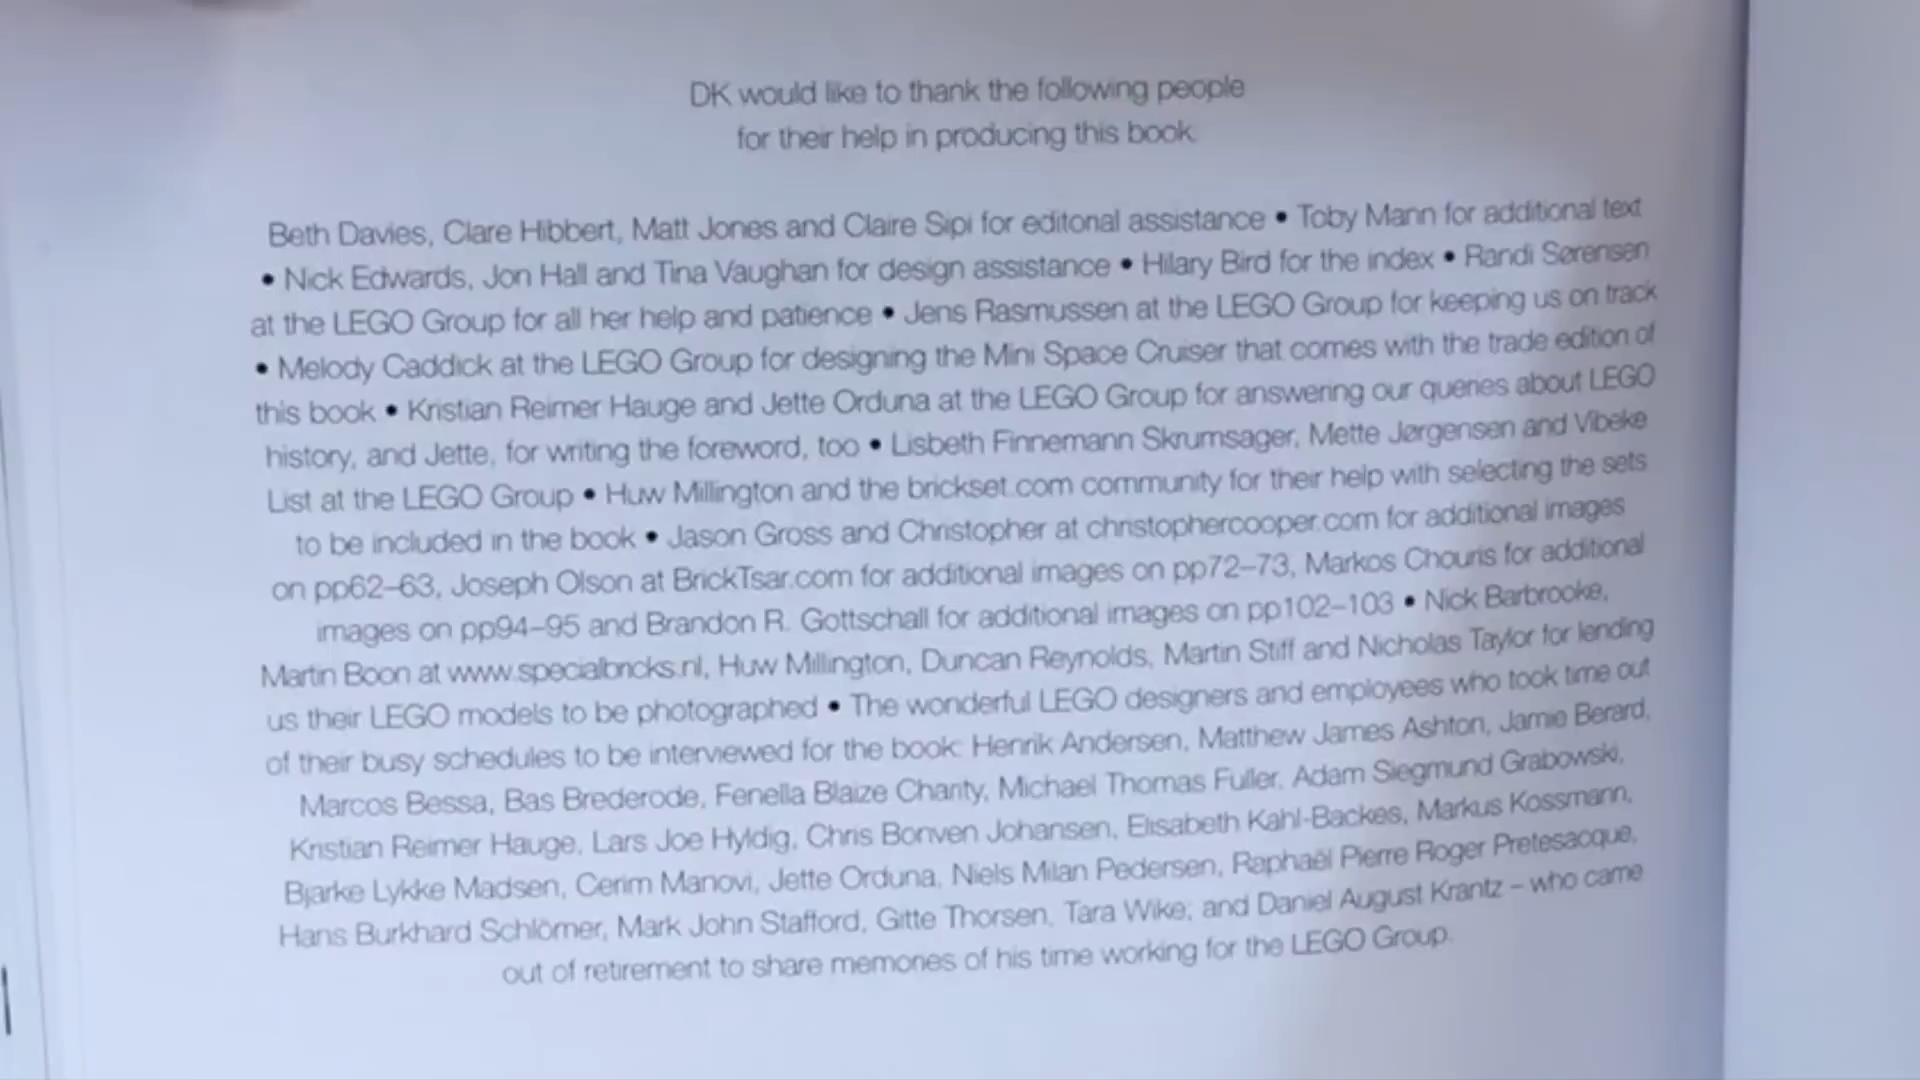 DK would like to thank the following people
for their help in producing this book
Beth Davies, Clare Hibbert, Matt Jones and Claire Sipi for editorial assistance • Toby Mann for additional text
• Nick Edwards, Jon Hall and Tina Vaughan for design assistance • Hilary Bird for the index • Randi Sørensen
at the LEGO Group for all her help and patience • Jens Rasmussen at the LEGO Group for keeping us on track
• Melody Caddick at the LEGO Group for designing the Mini Space Cruiser that comes with the trade edition of
this book • Kristian Reimer Hauge and Jette Orduna at the LEGO Group for answering our queries about LEGO
history, and Jette, for writing the foreword, too • Lisbeth Finnemann Skrumsager, Mette Jørgensen and Vibeke
List at the LEGO Group • Huw Millington and the brickset.com community for their help with selecting the sets
to be included in the book • Jason Gross and Christopher at christophercooper.com for additional images
on pp62–63, Joseph Olson at BrickTsar.com for additional images on pp72–73, Markos Chouris for additional
images on pp94–95 and Brandon R. Gottschall for additional images on pp102–103 • Nick Barbrooke,
Martin Boon at www.specialbricks.nl, Huw Millington, Duncan Reynolds, Martin Stiff and Nicholas Taylor for lending
us their LEGO models to be photographed • The wonderful LEGO designers and employees who took time out
of their busy schedules to be interviewed for the book: Henrik Andersen, Matthew James Ashton, Jamie Berard,
Marcos Bessa, Bas Brederode, Fenella Blaize Charity, Michael Thomas Fuller, Adam Siegmund Grabowski,
Kristian Reimer Hauge, Lars Joe Hyldig, Chris Bonven Johansen, Elisabeth Kahl-Backes, Markus Kossmann,
Bjarke Lykke Madsen, Cerim Manovi, Jette Orduna, Niels Milan Pedersen, Raphaël Pierre Roger Pretesacque,
Hans Burkhard Schlömer, Mark John Stafford, Gitte Thorsen, Tara Wike; and Daniel August Krantz – who came
out of retirement to share memories of his time working for the LEGO Group.